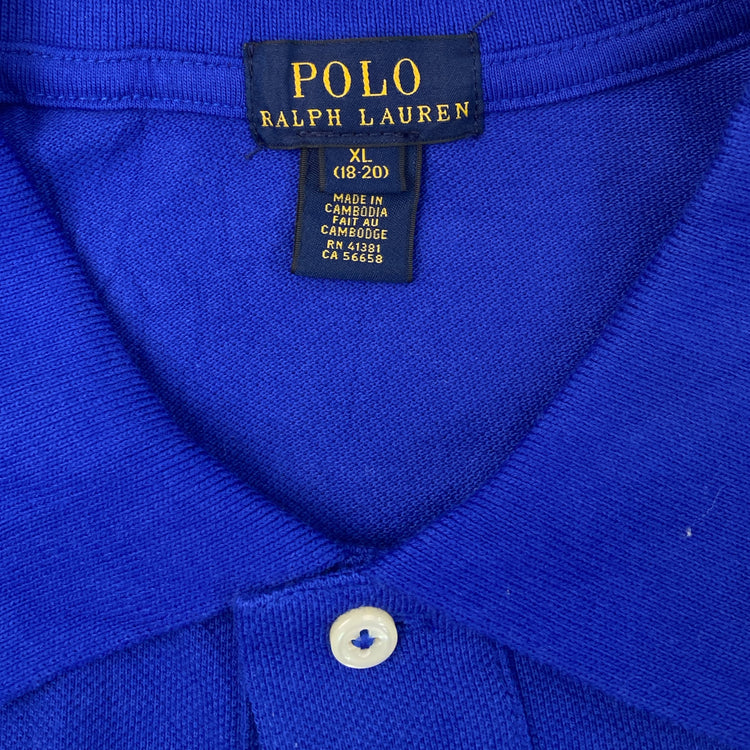 POLO
RALPH LAUREN
XL
(18-20)
MADE IN
CAMBODIA
FAIT AU
CAMBODGE
RN 41381
CA 56658